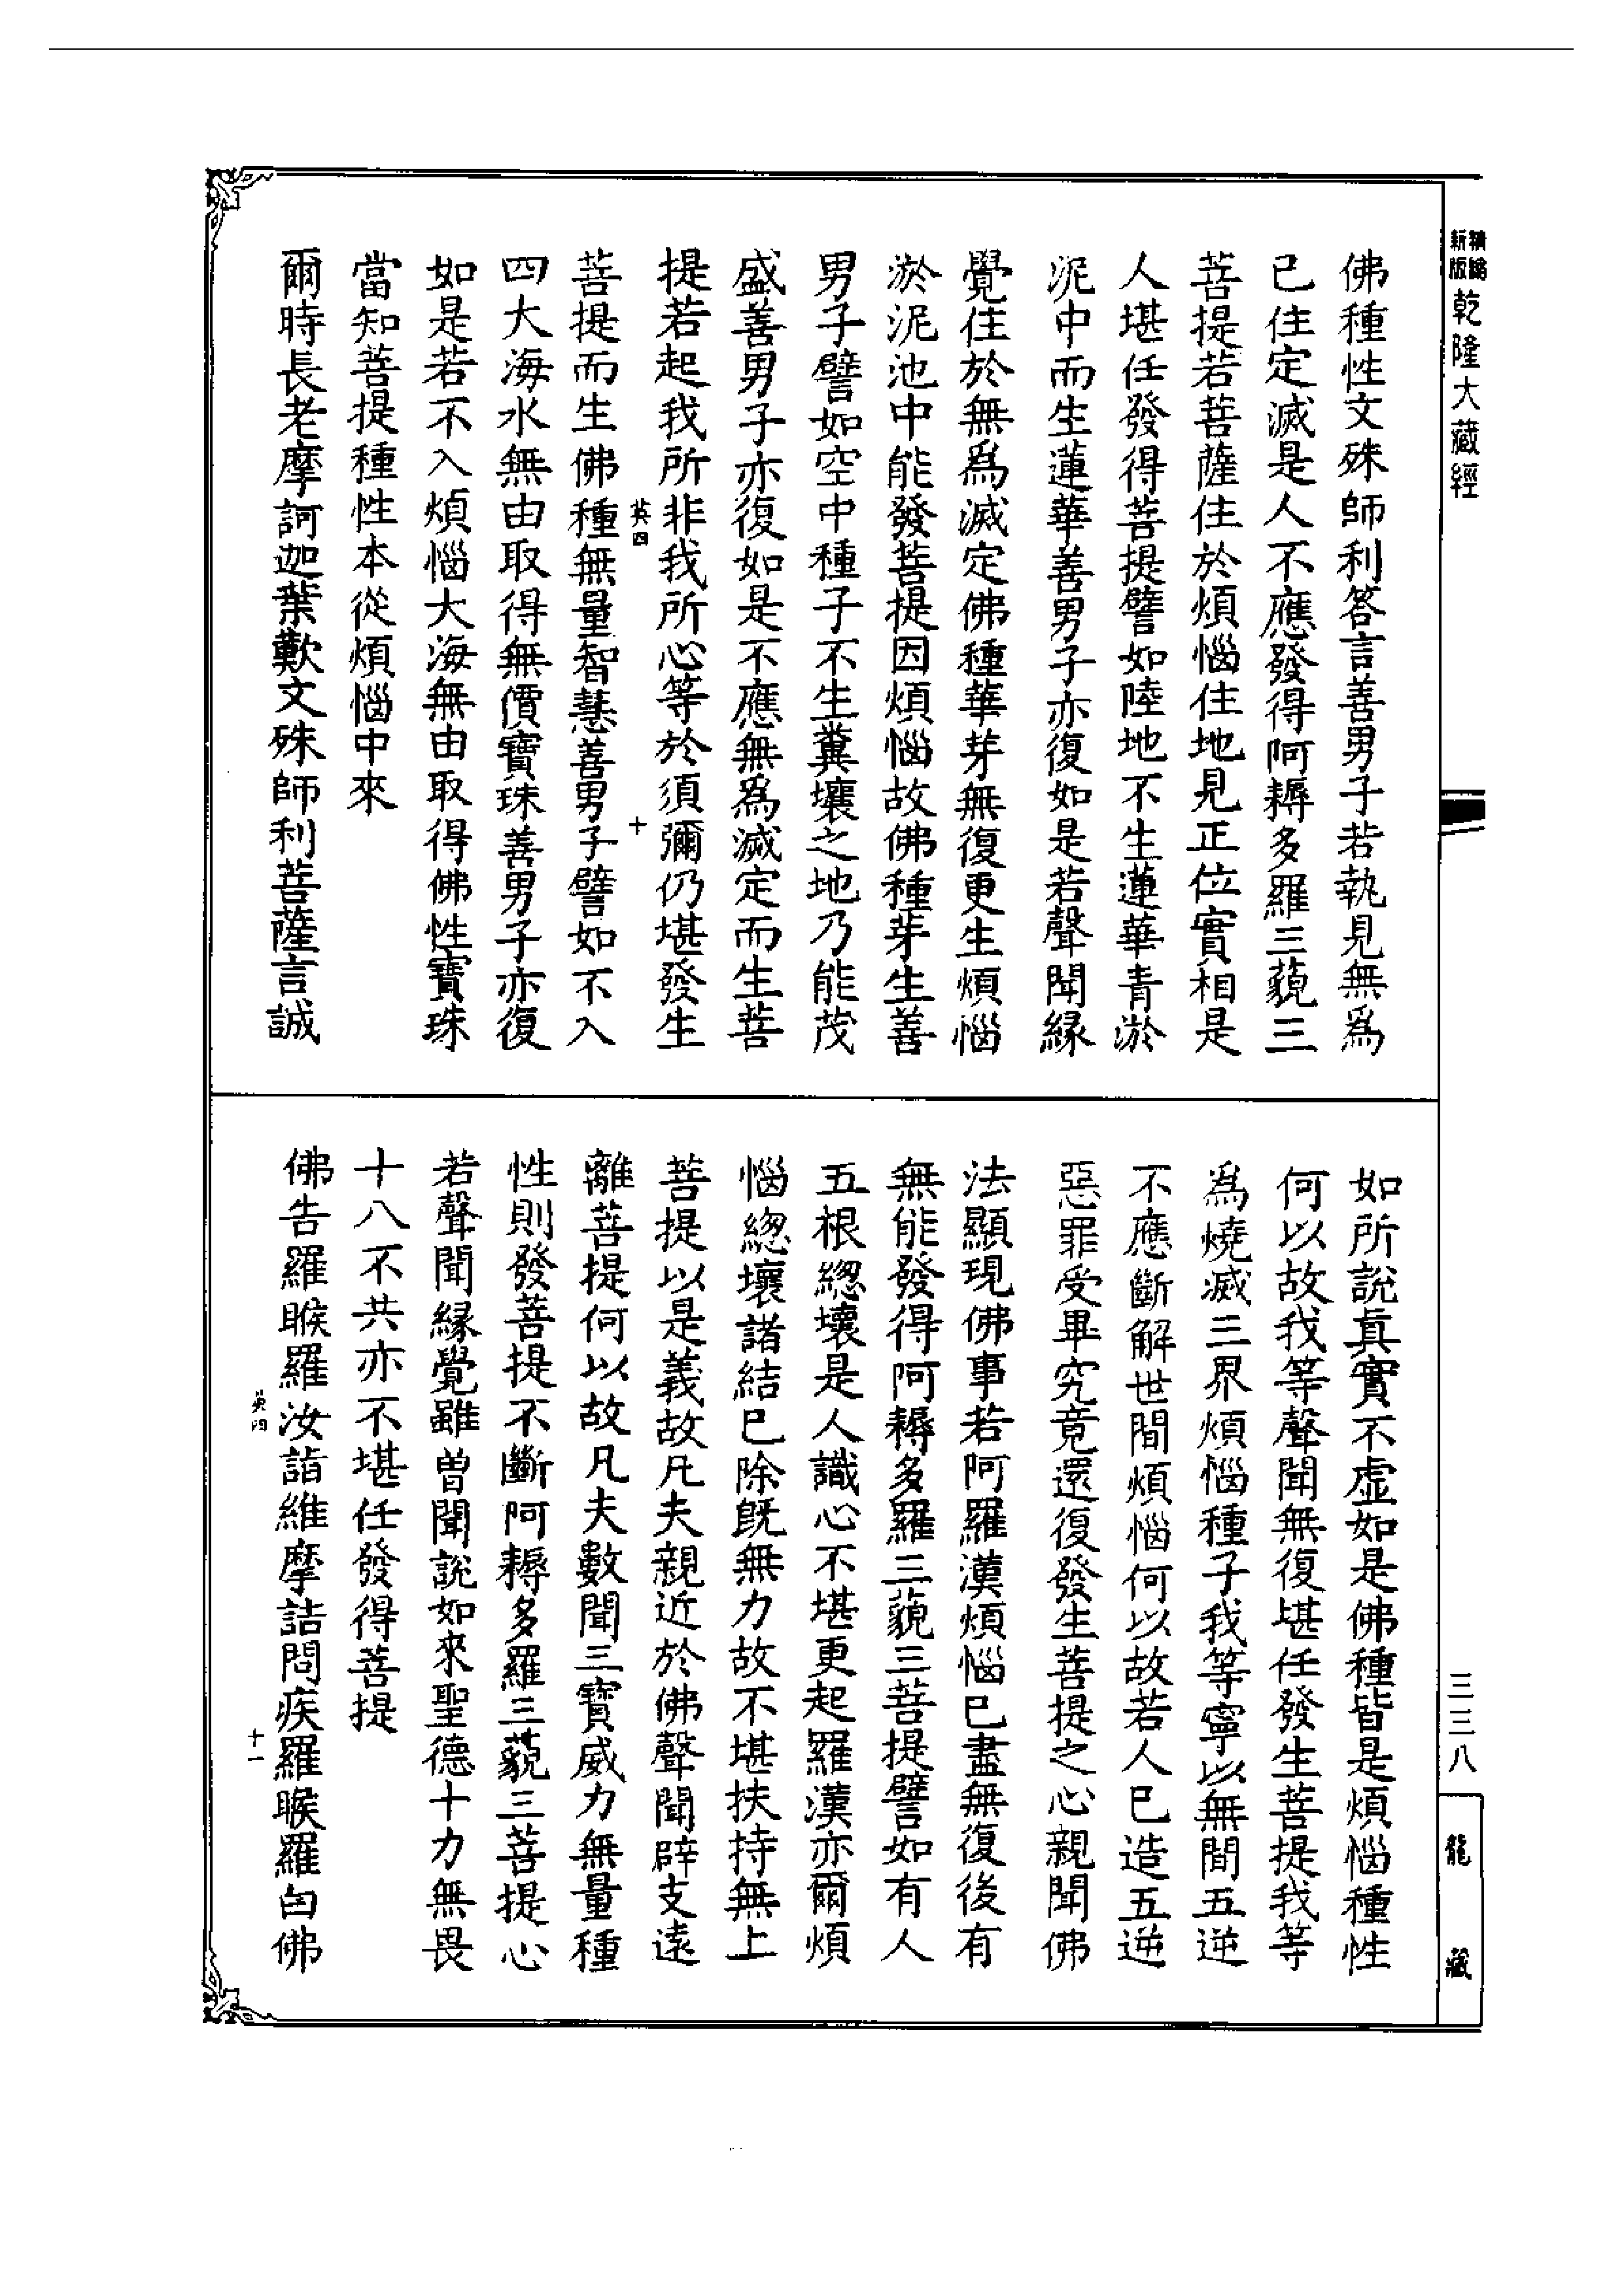 新編
新版
乾隆大藏經
佛種性文殊師利答言善男子若執見無爲
已住定滅是人不應發得阿耨多羅三藐三
菩提若菩薩住於煩惱住地見正位實相是
人堪任發得菩提譬如陸地不生蓮華青淤
泥中而生蓮華善男子亦復如是若聲聞緣
覺住於無爲滅定佛種華芽無復更生煩惱
淤泥池中能發菩提因煩惱故佛種芽生善
男子譬如空中種子不生糞壤之地乃能茂
盛善男子亦復如是不應無爲滅定而生菩
提若起我所非我所心等於須彌仍堪發生
英四
十
菩提而生佛種無量智慧善男子譬如不入
四大海水無由取得無價寶珠善男子亦復
如是若不入煩惱大海無由取得佛性寶珠
當知菩提種性本從煩惱中來
爾時長老摩訶迦葉歎文殊師利菩薩言誠
如所說真實不虛如是佛種皆是煩惱種性
何以故我等聲聞無復堪任發生菩提我等
爲燒滅三界煩惱種子我等寧以無間五逆
不應斷解世間煩惱何以故若人已造五逆
惡罪受畢究竟還復發生菩提之心親聞佛
法顯現佛事若阿羅漢煩惱已盡無復後有
無能發得阿耨多羅三藐三菩提譬如有人
五根緫壞是人識心不堪更起羅漢亦爾煩
惱緫壞諸結已除既無力故不堪扶持無上
菩提以是義故凡夫親近於佛聲聞辟支遠
離菩提何以故凡夫數聞三寶威力無量種
性則發菩提不斷阿耨多羅三藐三菩提心
若聲聞緣覺雖曾聞說如來聖德十力無畏
十八不共亦不堪任發得菩提
佛告羅睺羅汝詣維摩詰問疾羅睺羅白佛
英四
十一
三三八
龍藏